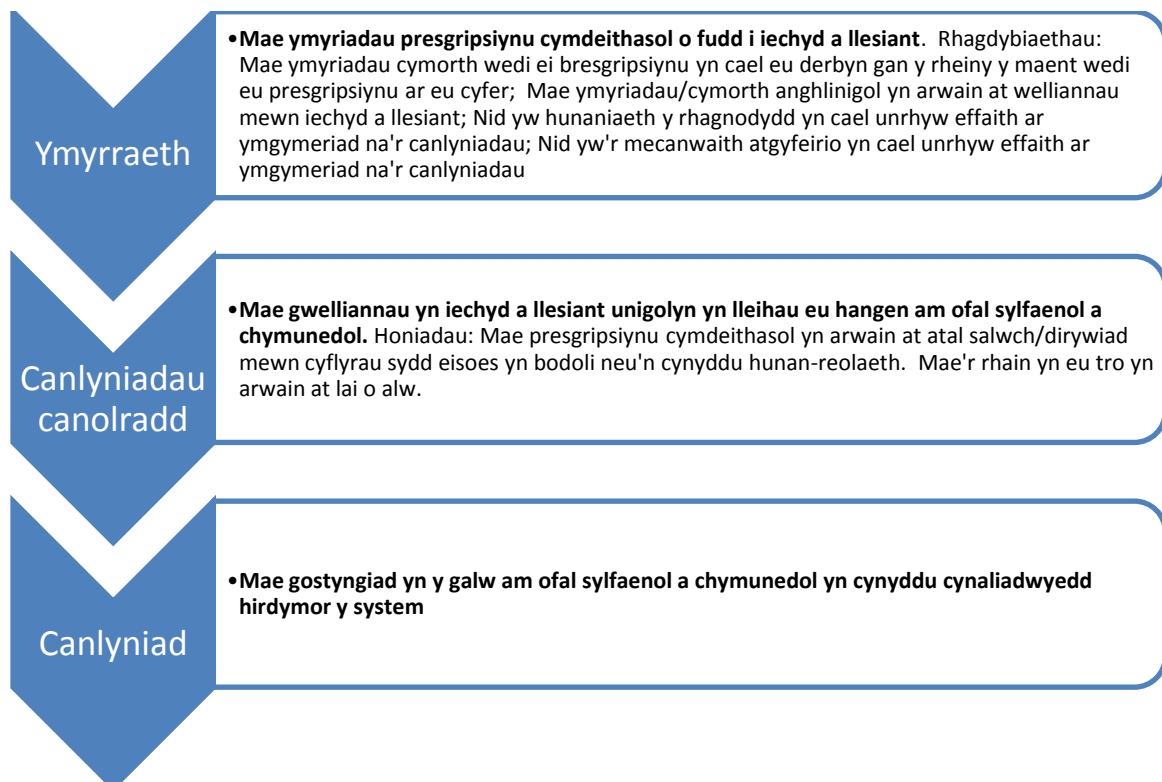 Ymyrraeth
•Mae ymyriadau presgripsiynu cymdeithasol o fudd i iechyd a llesiant. Rhagdybiaethau:
Mae ymyriadau cymorth wedi ei bresgripsiynu yn cael eu derbyn gan y rheiny y maent wedi
eu presgripsiynu ar eu cyfer; Mae ymyriadau/cymorth anghlinigol yn arwain at welliannau
mewn iechyd a llesiant; Nid yw hunaniaeth y rhagnodydd yn cael unrhyw effaith ar
ymgymeriad na'r canlyniadau; Nid yw'r mecanwaith atgyfeirio yn cael unrhyw effaith ar
ymgymeriad na'r canlyniadau
Canlyniadau
canolradd
•Mae gwelliannau yn iechyd a llesiant unigolyn yn lleihau eu hangen am ofal sylfaenol a
chymunedol. Honiadau: Mae presgripsiynu cymdeithasol yn arwain at atal salwch/dirywiad
mewn cyflyrau sydd eisoes yn bodoli neu'n cynyddu hunan-reolaeth. Mae'r rhain yn eu tro yn
arwain at lai o alw.
Canlyniad
•Mae gostyngiad yn y galw am ofal sylfaenol a chymunedol yn cynyddu cynaliadwyedd
hirdymor y system